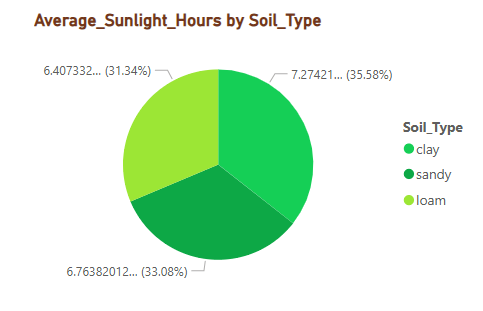 Average_Sunlight_Hours by Soil_Type
6.407332... (31.34%)
7.27421... (35.58%)
6.76382012... (33.08%)
Soil_Type
clay
sandy
loam